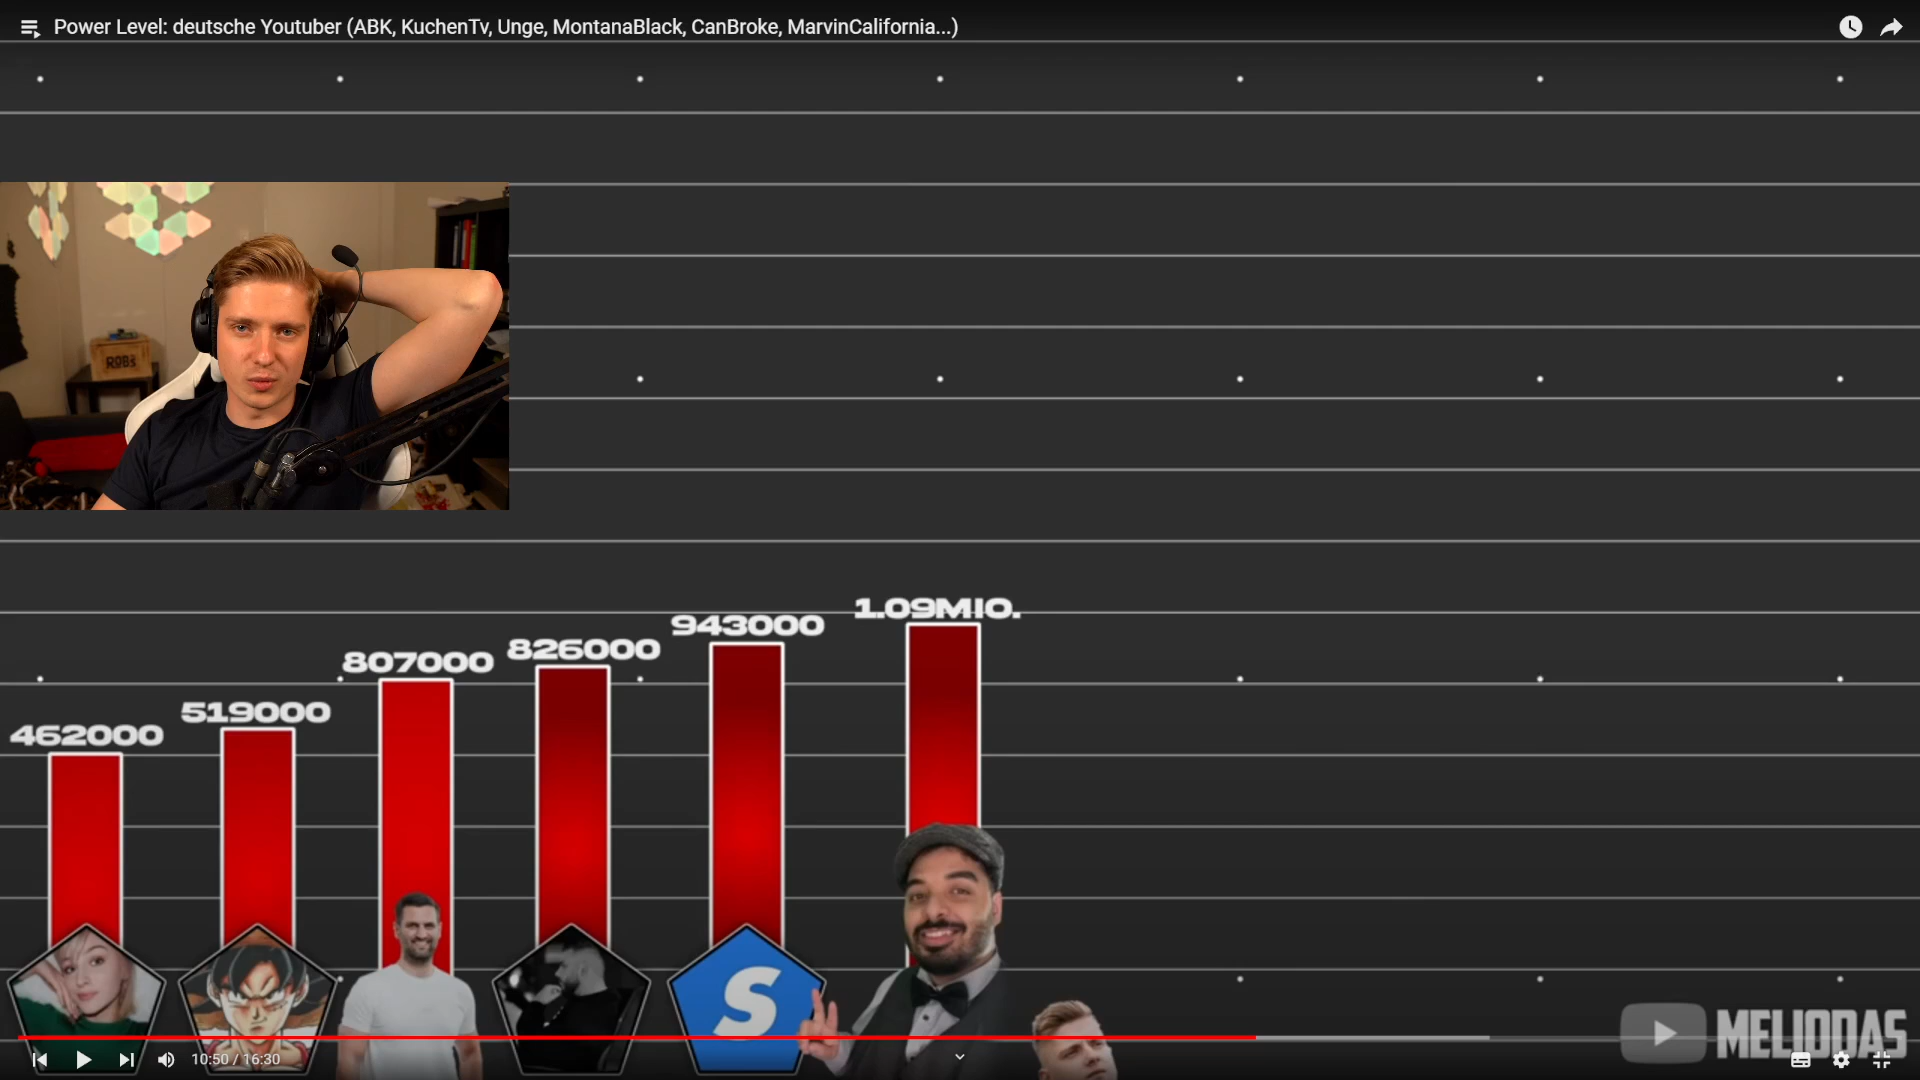 Power Level: deutsche Youtuber (ABK, KuchenTv, Unge, MontanaBlack, CanBroke, MarvinCalifornia...)
ROBS
1.09MIO.
943000
826000
807000
519000
462000
S
MELIODAS
10:50 / 16:30